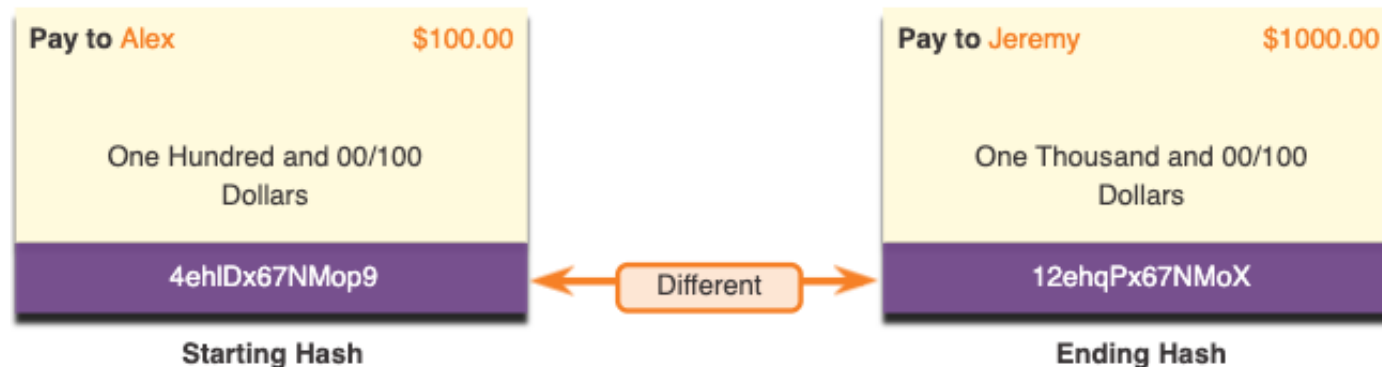 Pay to Alex $100.00
One Hundred and 00/100
Dollars
4ehlDx67NMop9
Starting Hash
Different
Pay to Jeremy $1000.00
One Thousand and 00/100
Dollars
12ehqPx67NMoX
Ending Hash